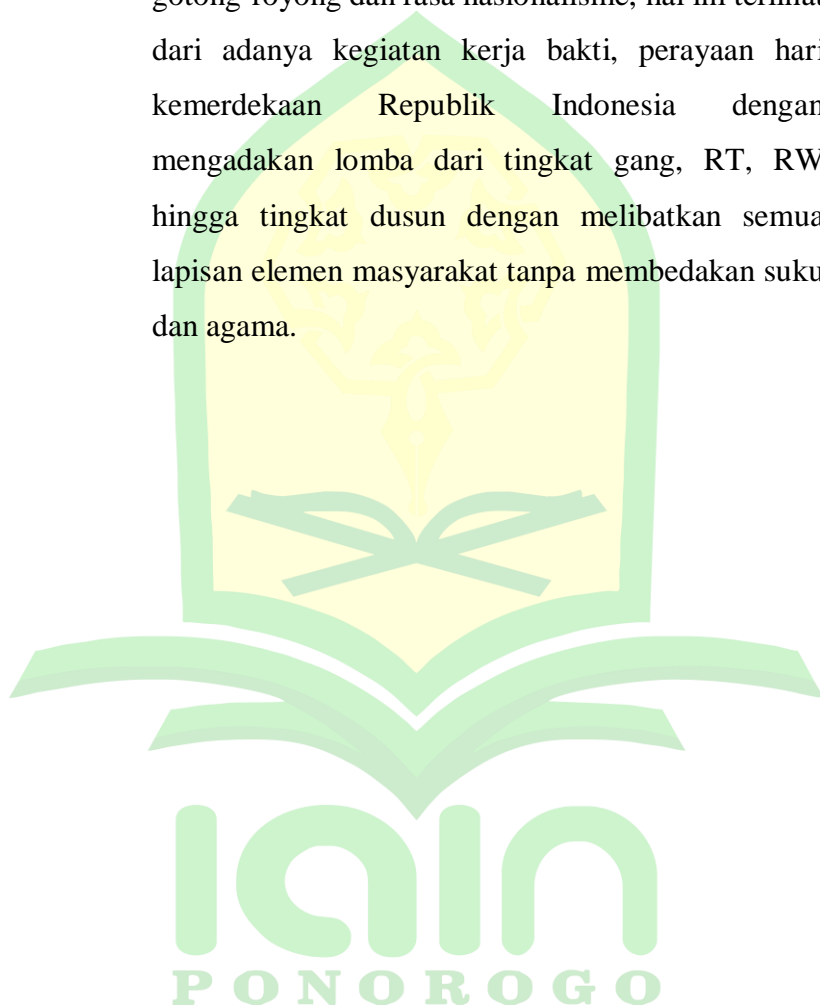 gotong-royong dan rasa nasionalisme, hal ini terlihat
dari adanya kegiatan kerja bakti, perayaan hari
kemerdekaan Republik Indonesia dengan
mengadakan lomba dari tingkat gang, RT, RW
hingga tingkat dusun dengan melibatkan semua
lapisan elemen masyarakat tanpa membedakan suku
dan agama.
iain
PONOROGO